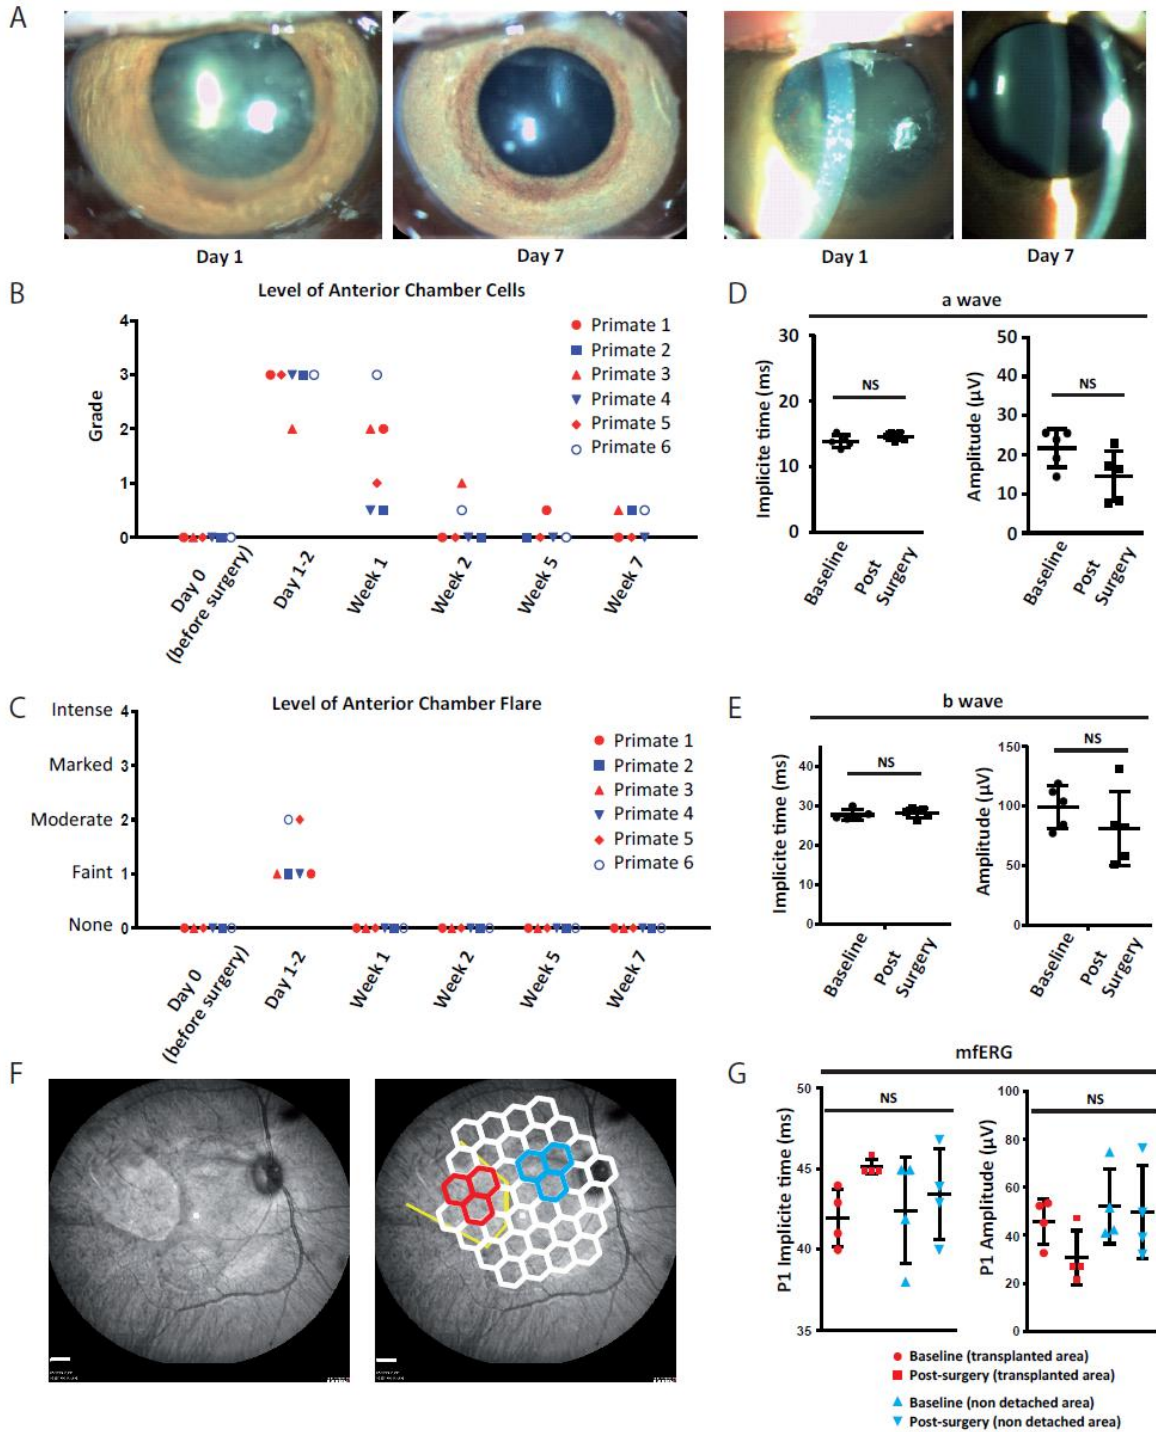 A
Day 1
Day 7
Day 1
Day 7
B
Level of Anterior Chamber Cells
Grade
4
3
2
1
0
Primate 1
Primate 2
Primate 3
Primate 4
Primate 5
Primate 6
Day 0
(before surgery)
Day 1-2
Week 1
Week 2
Week 5
Week 7
D
a wave
Implicite time (ms)
30
20
10
0
NS
Baseline
Post
Surgery
Amplitude (µV)
50
40
30
20
10
0
NS
Baseline
Post
Surgery
C
Level of Anterior Chamber Flare
Intense 4
Marked 3
Moderate 2
Faint 1
None 0
Primate 1
Primate 2
Primate 3
Primate 4
Primate 5
Primate 6
Day 0
(before surgery)
Day 1-2
Week 1
Week 2
Week 5
Week 7
E
b wave
Implicite time (ms)
40
30
20
10
0
NS
Baseline
Post
Surgery
Amplitude (µV)
150
100
50
0
NS
Baseline
Post
Surgery
F
G
mfERG
P1 Implicite time (ms)
50
45
40
35
NS
P1 Amplitude (µV)
100
80
60
40
20
0
NS
Baseline (transplanted area)
Post-surgery (transplanted area)
Baseline (non detached area)
Post-surgery (non detached area)